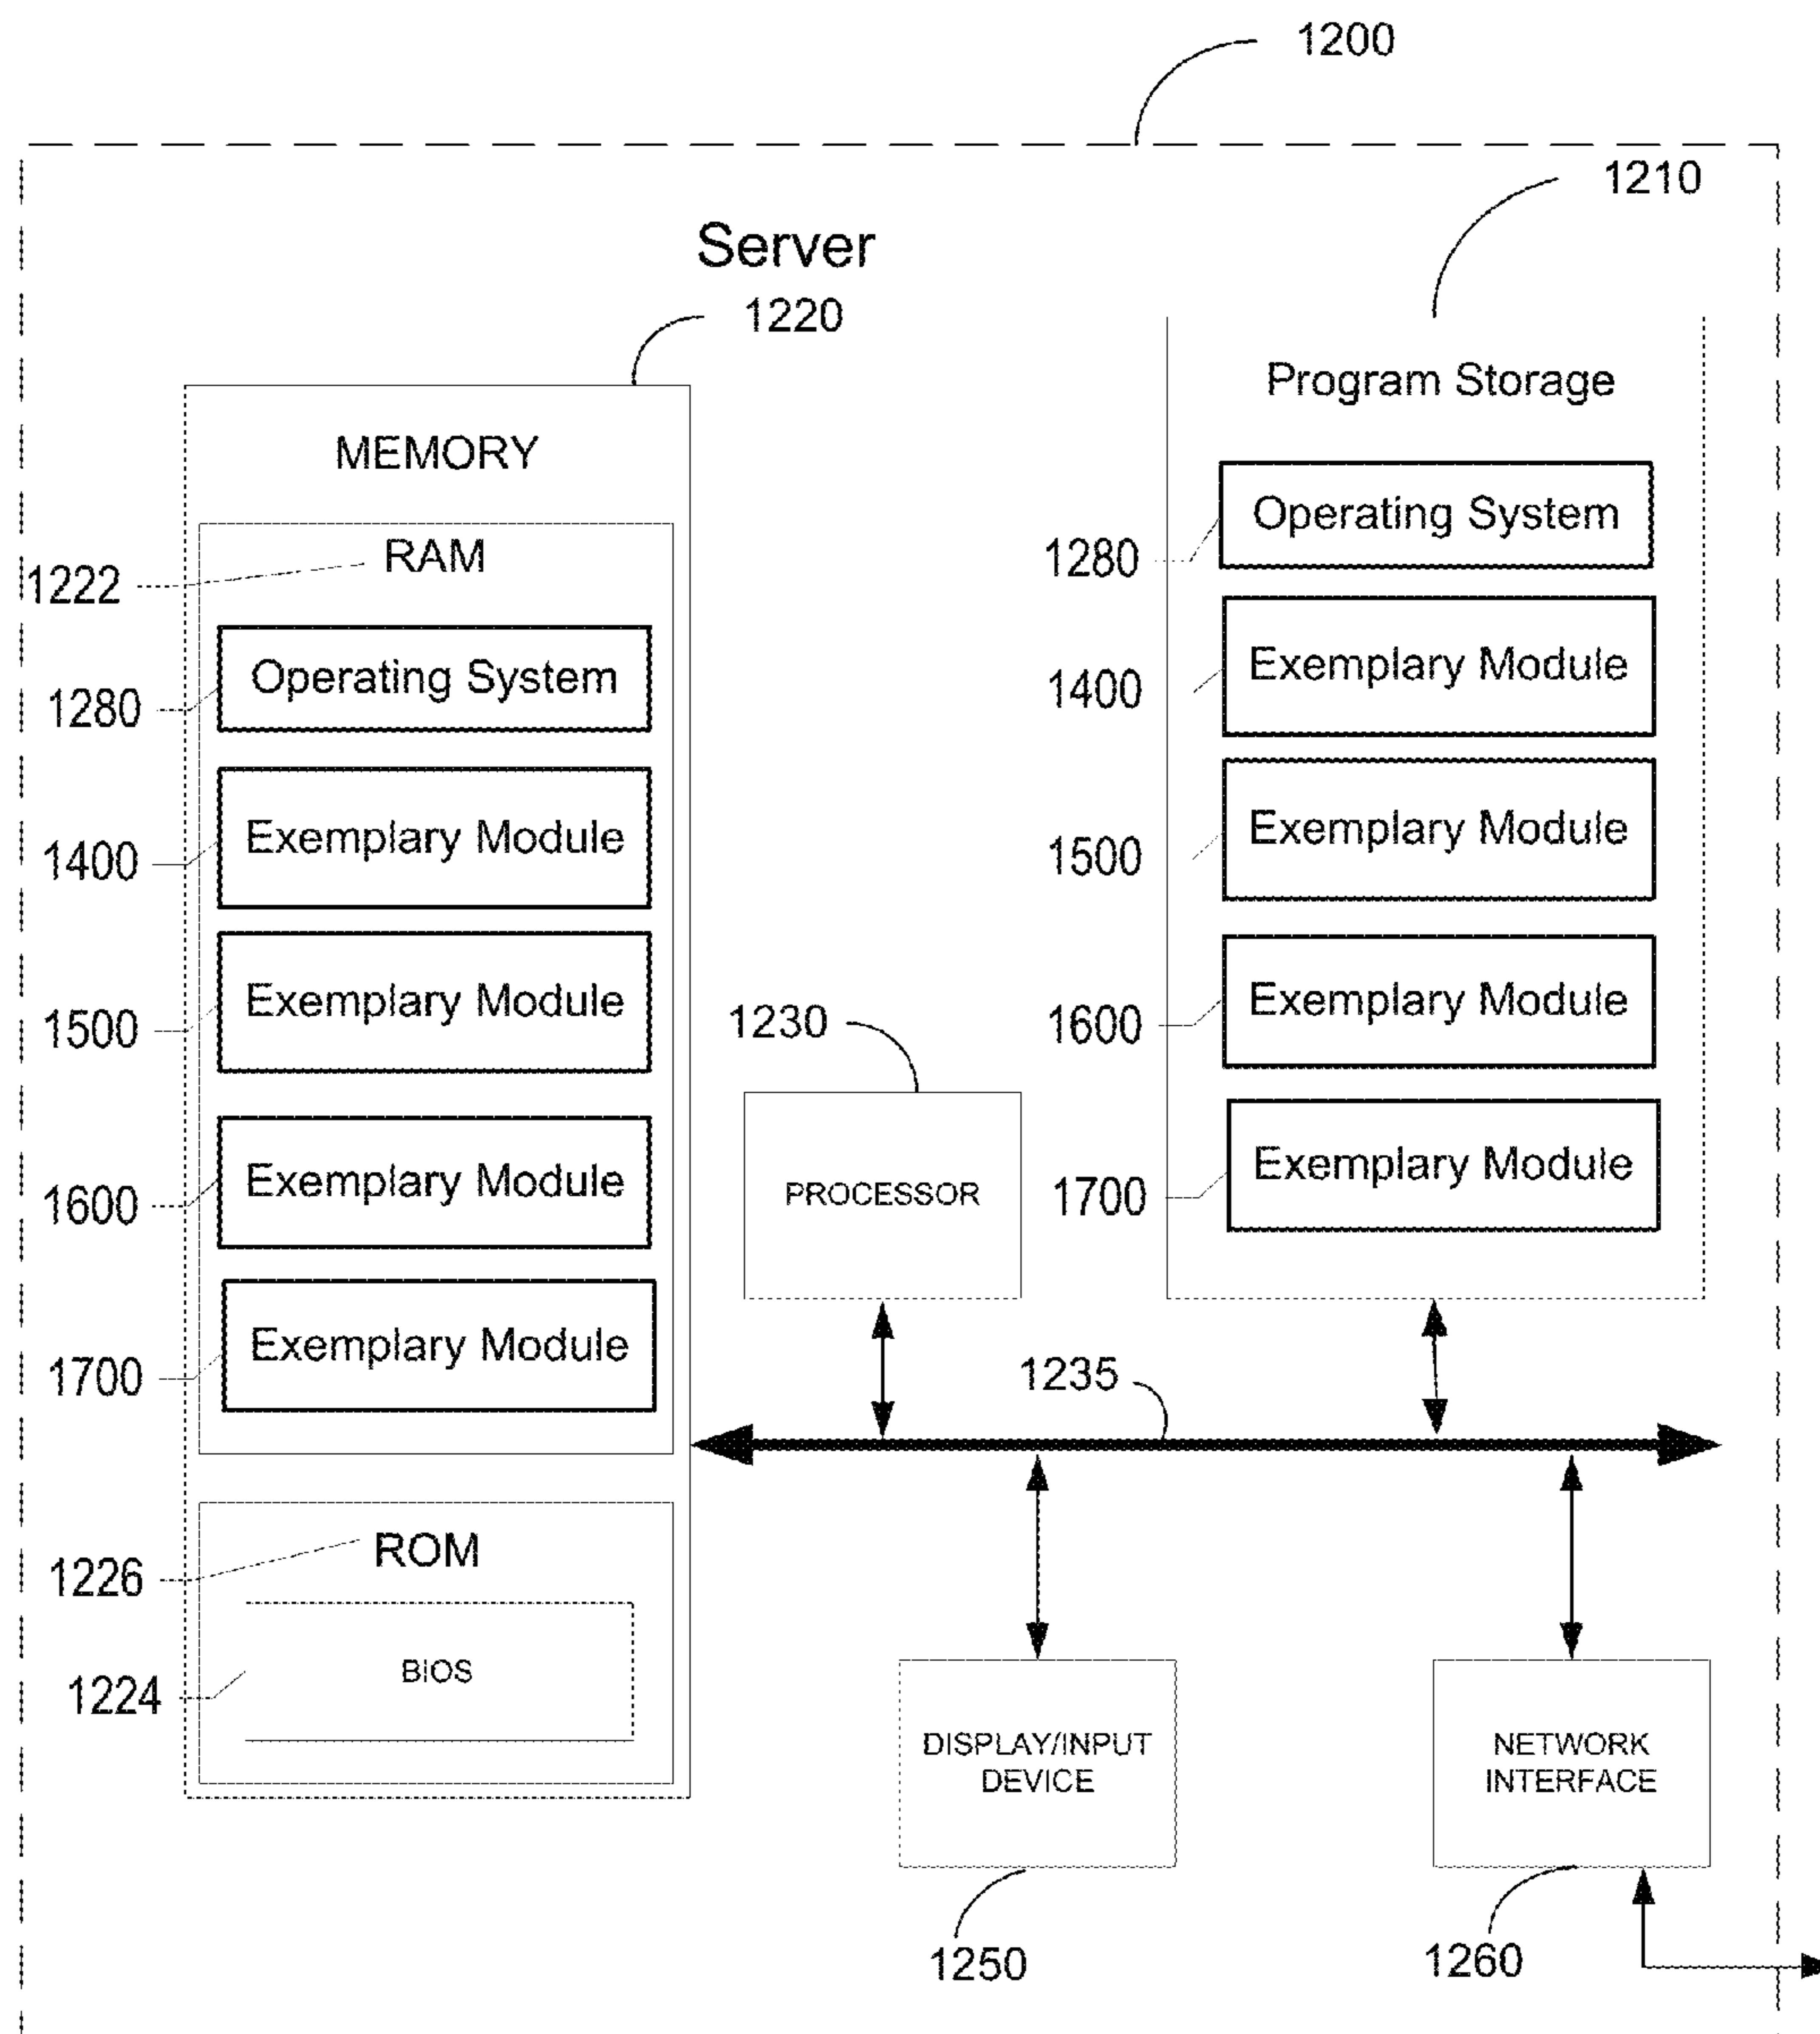 1200
1210
Server
1220
Program Storage
MEMORY
Operating System
RAM
1280
1222
Exemplary Module
Operating System
1400
1280
Exemplary Module
Exemplary Module
1500
1400
Exemplary Module
Exemplary Module
1600
1500
1230
Exemplary Module
PROCESSOR
1700
Exemplary Module
1600
Exemplary Module
1235
1700
ROM
1226
BIOS
1224
DISPLAY/INPUT
DEVICE
NETWORK
INTERFACE
1250
1260